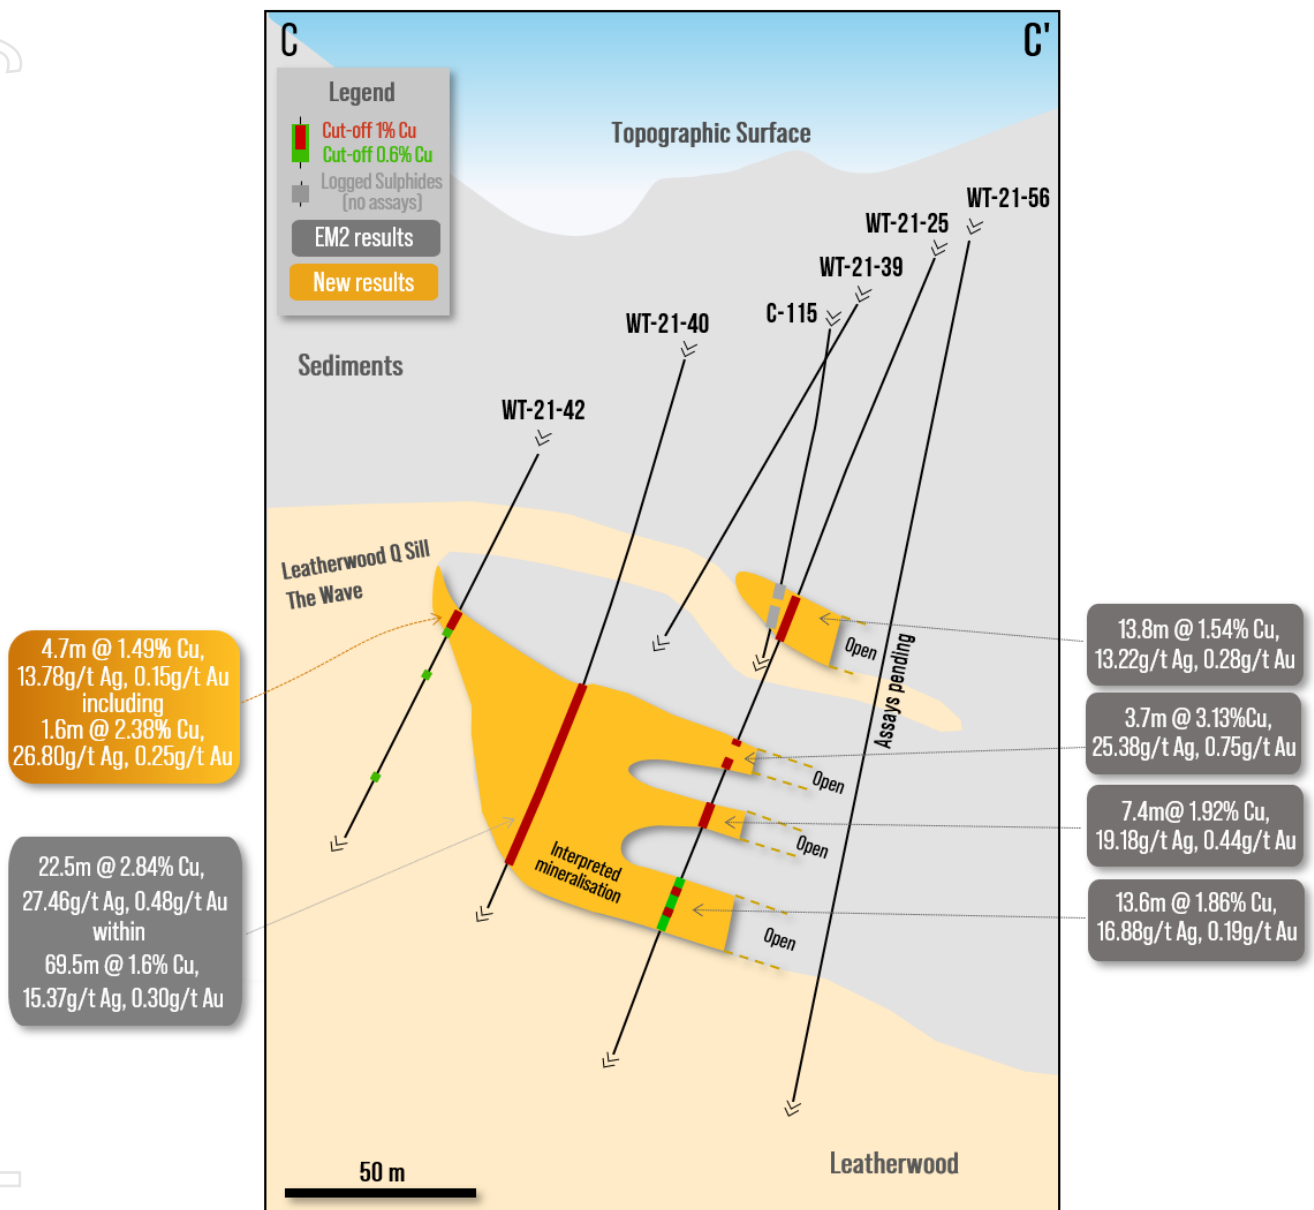 C
C'
Legend
Cut-off 1% Cu
Cut-off 0.6% Cu
Logged Sulphides
(no assays)
EM2 results
New results
Topographic Surface
WT-21-56
WT-21-25
WT-21-39
C-115
WT-21-40
Sediments
WT-21-42
Leatherwood Q Sill
The Wave
4.7m @ 1.49% Cu,
13.78g/t Ag, 0.15g/t Au
including
1.6m @ 2.38% Cu,
26.80g/t Ag, 0.25g/t Au
22.5m @ 2.84% Cu,
27.46g/t Ag, 0.48g/t Au
within
69.5m @ 1.6% Cu,
15.37g/t Ag, 0.30g/t Au
Interpreted
mineralisation
Open
Open
Open
Open
Assays pending
13.8m @ 1.54% Cu,
13.22g/t Ag, 0.28g/t Au
3.7m @ 3.13%Cu,
25.38g/t Ag, 0.75g/t Au
7.4m@ 1.92% Cu,
19.18g/t Ag, 0.44g/t Au
13.6m @ 1.86% Cu,
16.88g/t Ag, 0.19g/t Au
50 m
Leatherwood